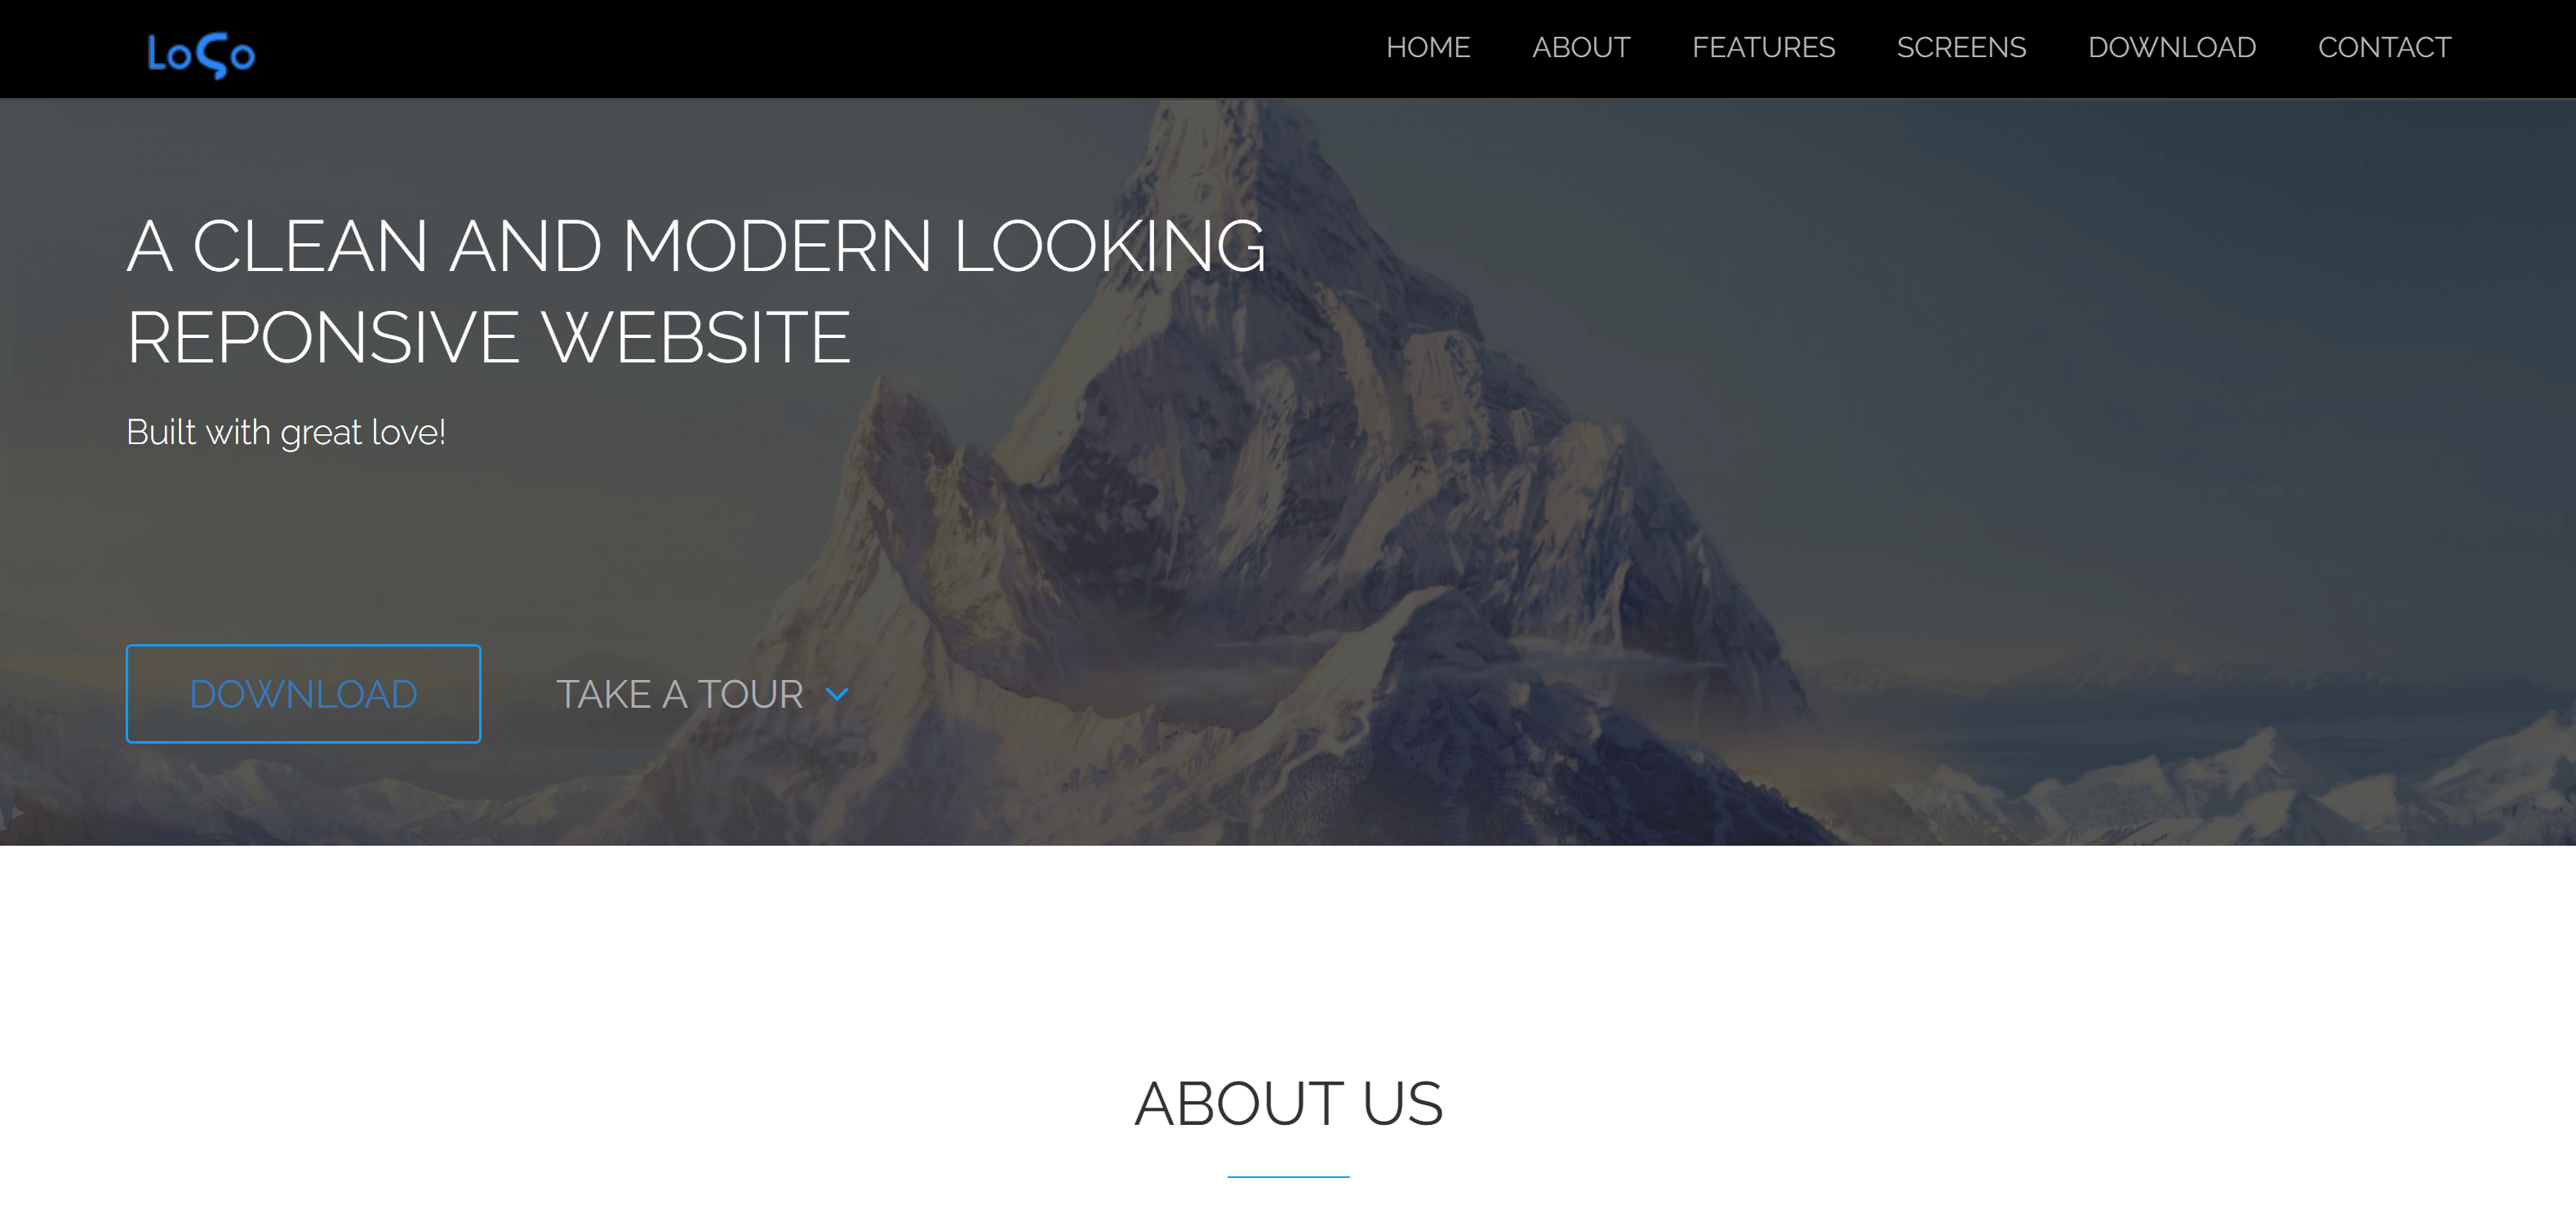 LoGo
HOME ABOUT FEATURES SCREENS DOWNLOAD CONTACT
A CLEAN AND MODERN LOOKING
REPONSIVE WEBSITE
Built with great love!
DOWNLOAD
TAKE A TOUR
ABOUT US